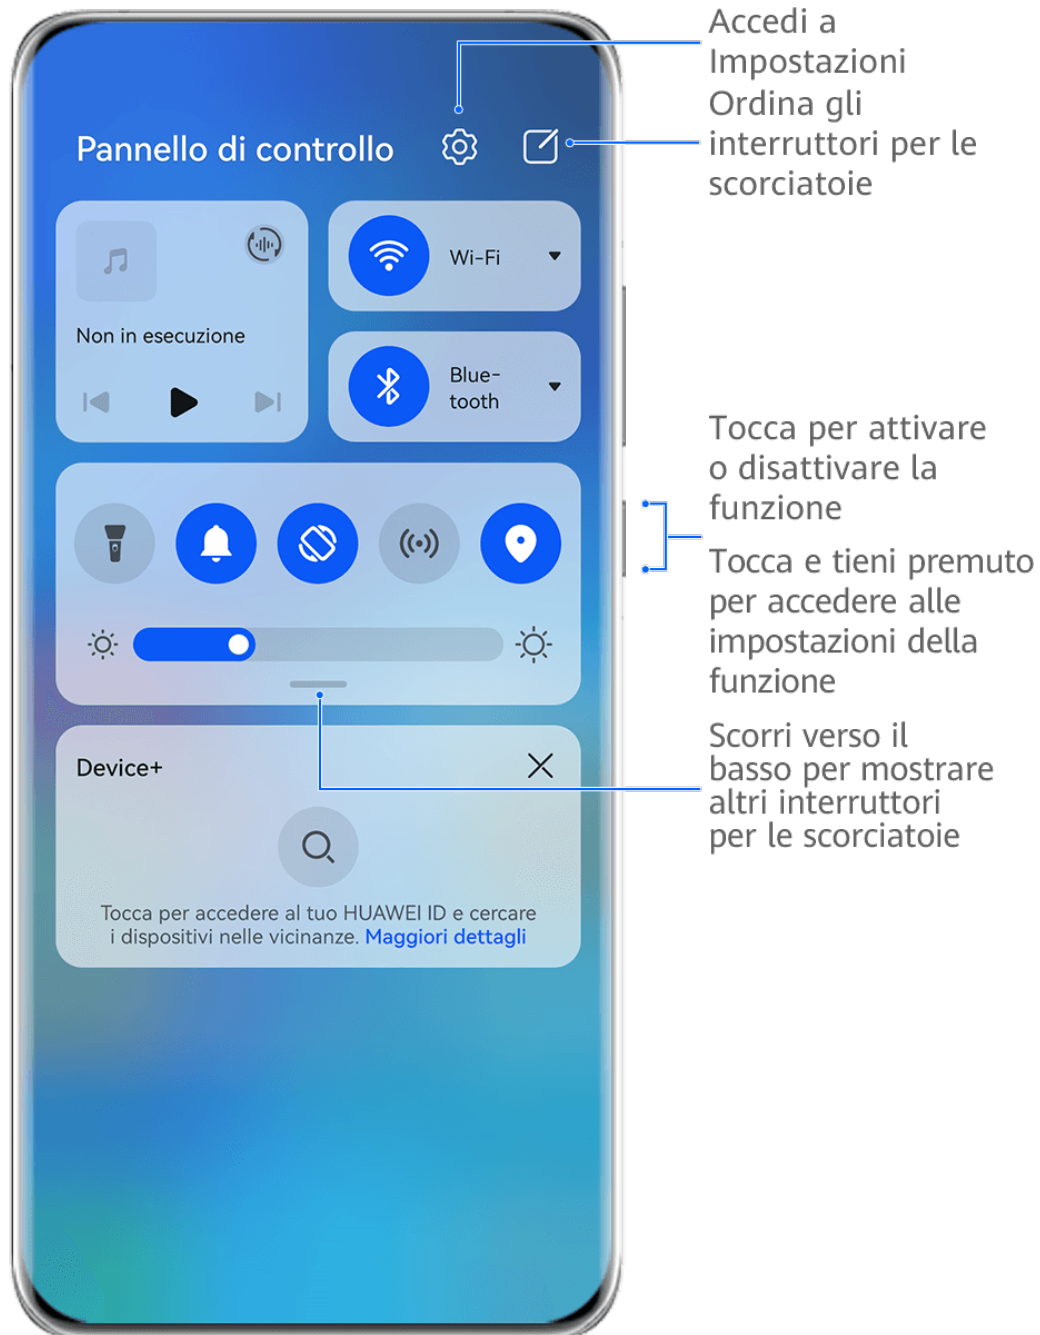 Accedi a
Impostazioni
Ordina gli
interruttori per le
scorciatoie
Pannello di controllo
Non in esecuzione
Wi-Fi
Blue-
tooth
Tocca per attivare
o disattivare la
funzione
Tocca e tieni premuto
per accedere alle
impostazioni della
funzione
Scorri verso il
basso per mostrare
altri interruttori
per le scorciatoie
Device+
Tocca per accedere al tuo HUAWEI ID e cercare
i dispositivi nelle vicinanze. Maggiori dettagli